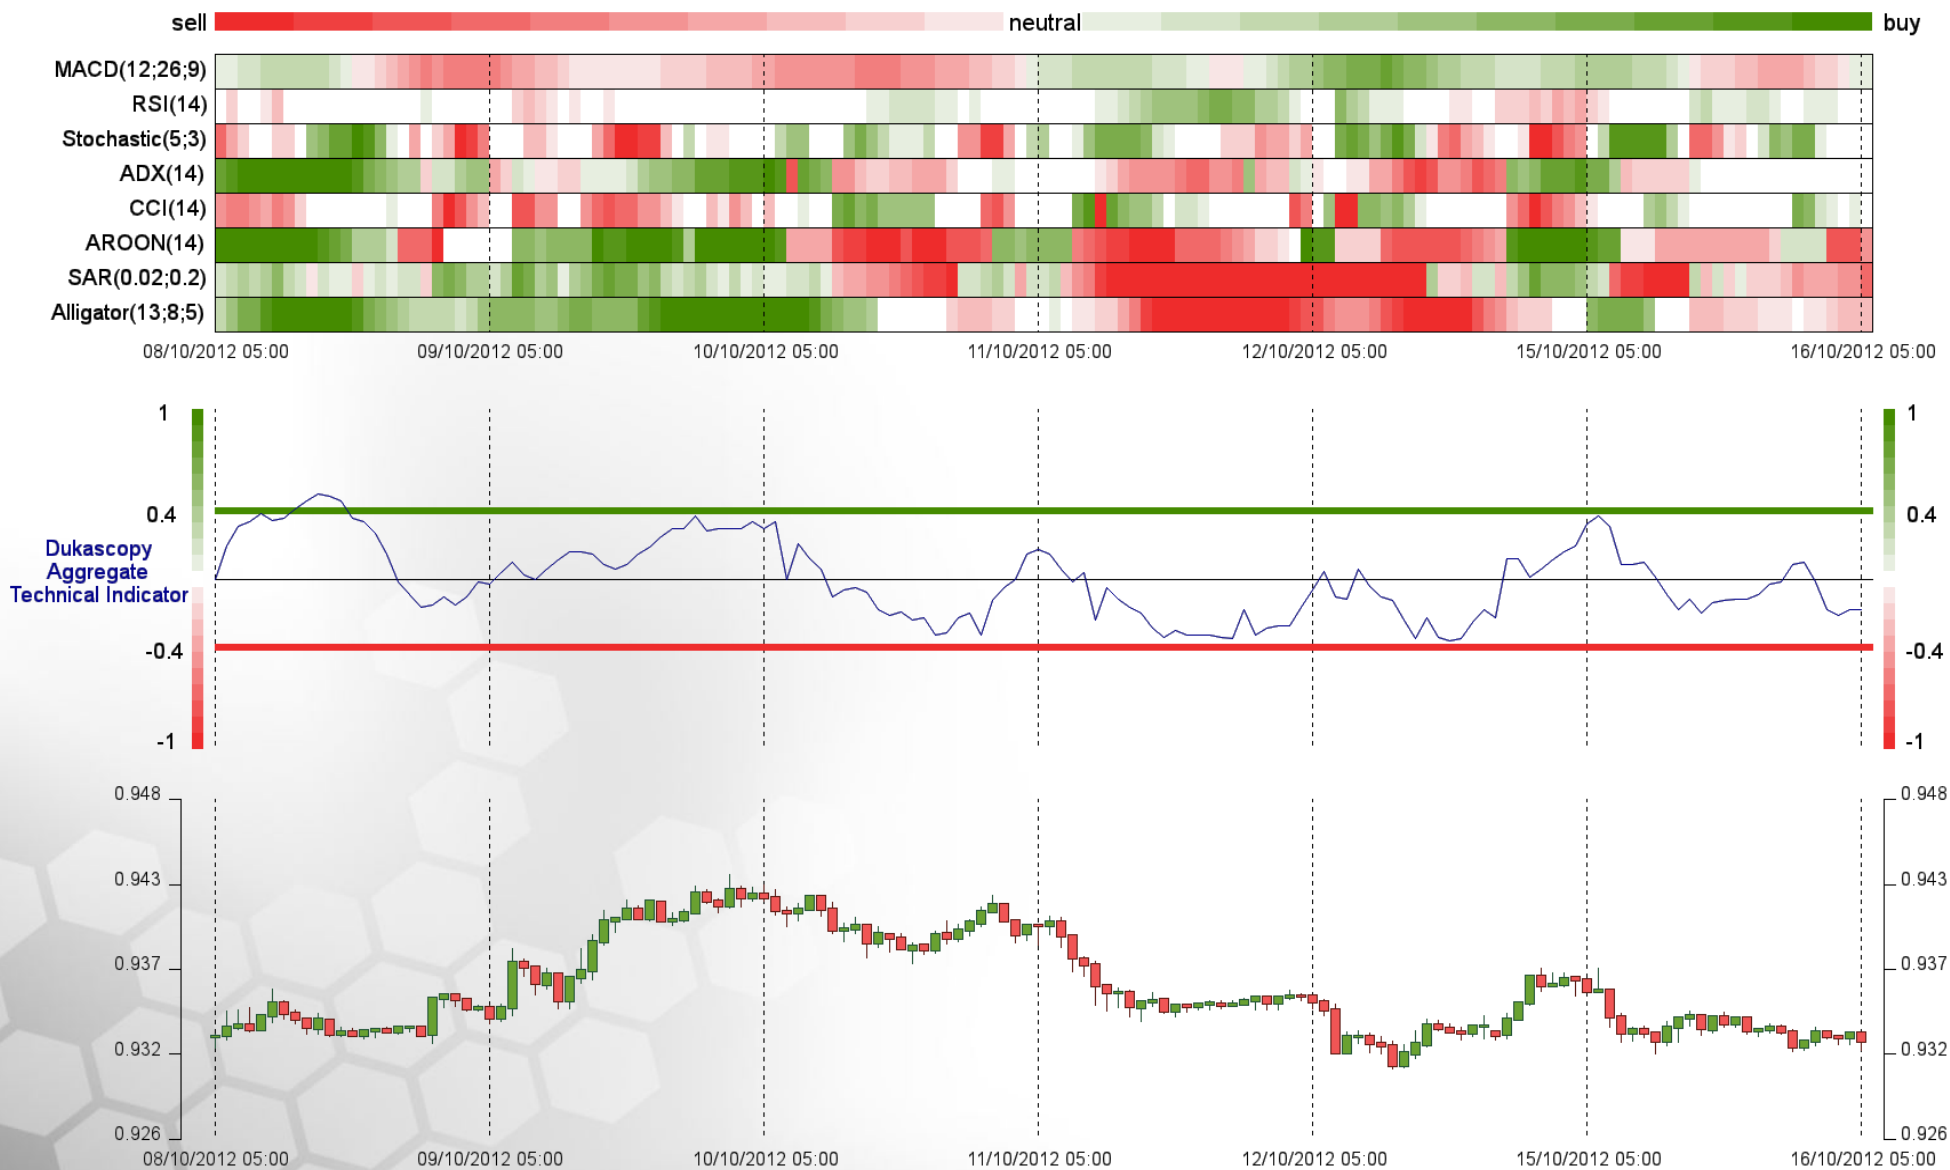 sell neutral buy
MACD(12;26;9)
RSI(14)
Stochastic(5;3)
ADX(14)
CCI(14)
AROON(14)
SAR(0.02;0.2)
Alligator(13;8;5)
08/10/2012 05:00 09/10/2012 05:00 10/10/2012 05:00 11/10/2012 05:00 12/10/2012 05:00 15/10/2012 05:00 16/10/2012 05:00
1 1
0.4 0.4
Dukascopy
Aggregate
Technical Indicator
-0.4 -0.4
-1 -1
0.948 0.948
0.943 0.943
0.937 0.937
0.932 0.932
0.926 0.926
08/10/2012 05:00 09/10/2012 05:00 10/10/2012 05:00 11/10/2012 05:00 12/10/2012 05:00 15/10/2012 05:00 16/10/2012 05:00